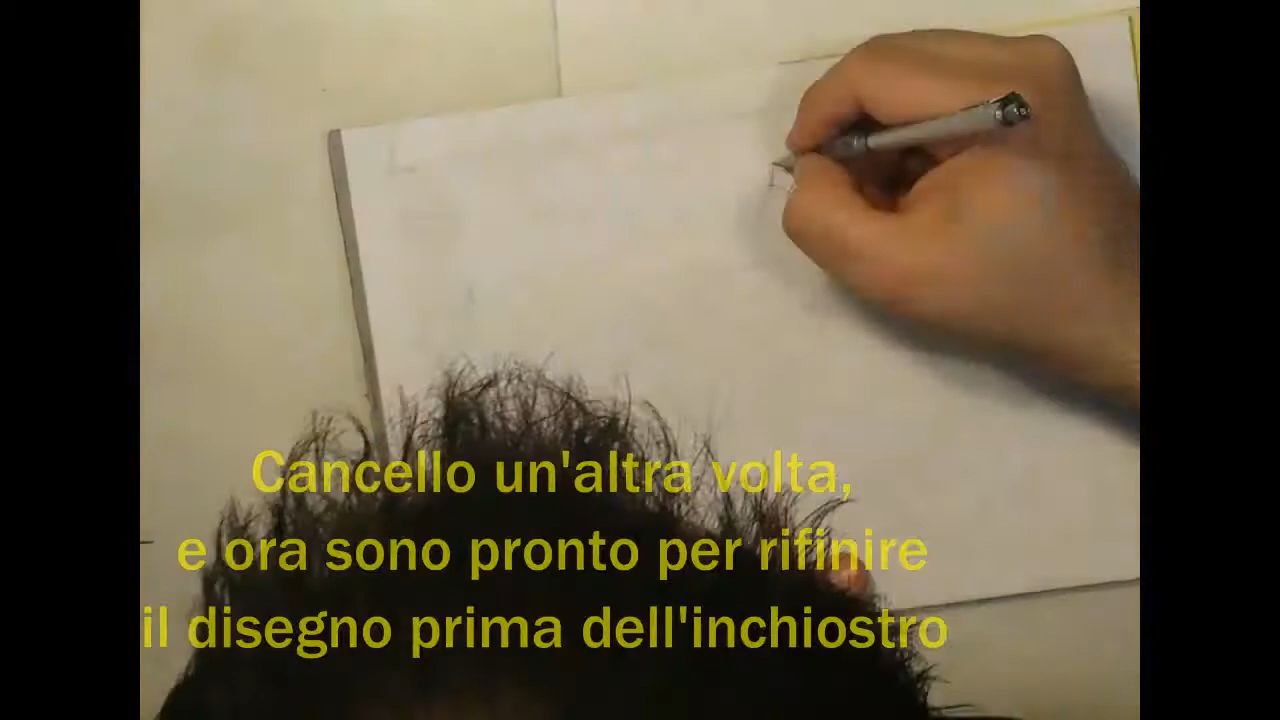 Cancello un'altra volta,
e ora sono pronto per rifinire
il disegno prima dell'inchiostro